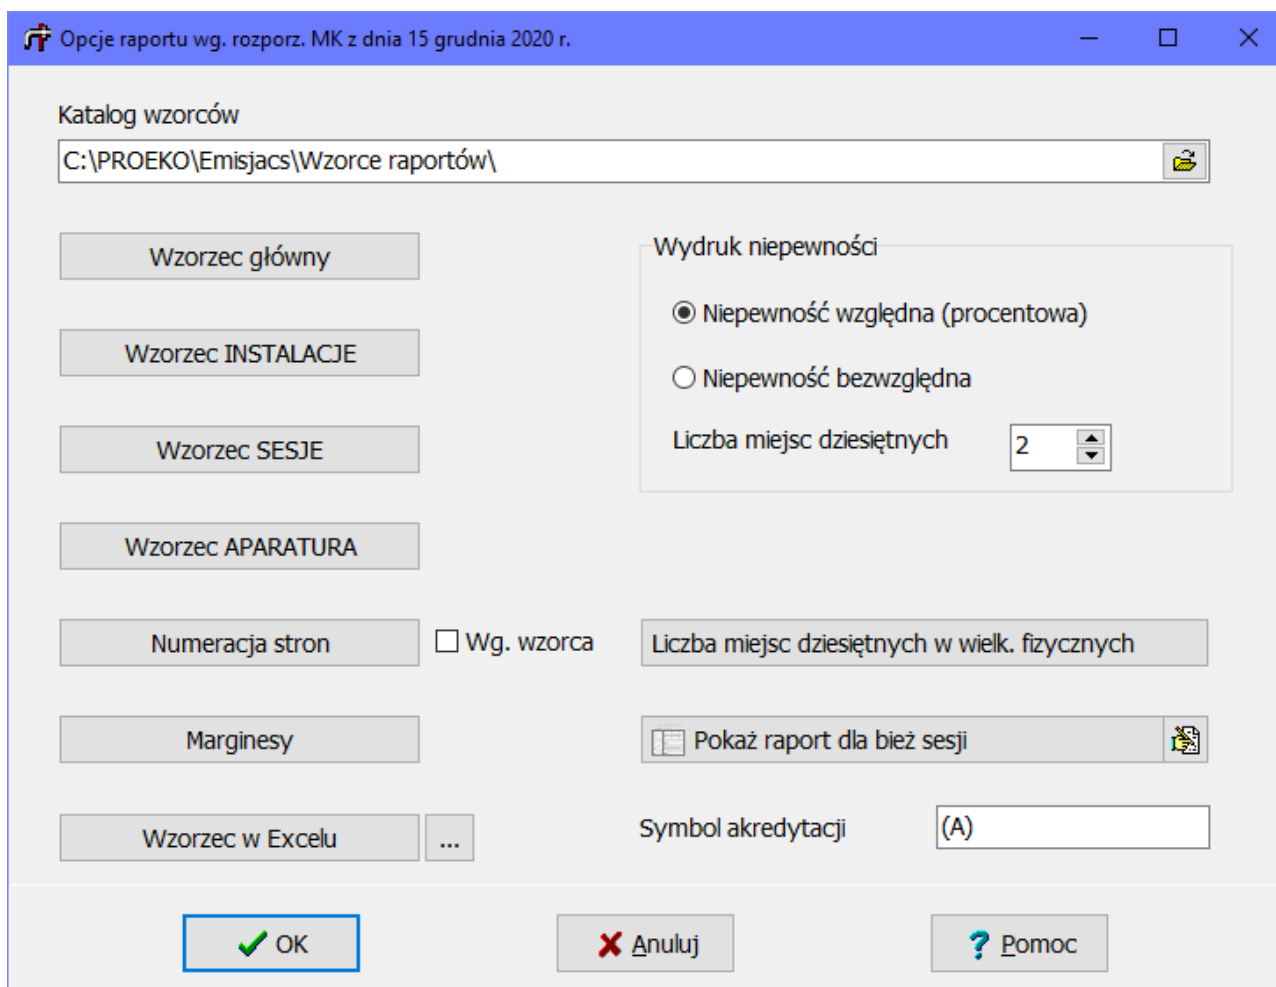 Opcje raportu wg. rozporz. MK z dnia 15 grudnia 2020 r.
Katalog wzorców
C:\PROEKO\Emisjacs\Wzorce raportów\
Wzorzec główny
Wzorzec INSTALACJE
Wzorzec SESJE
Wzorzec APARATURA
Wydruk niepewności
Niepewność względna (procentowa)
Niepewność bezwzględna
Liczba miejsc dziesiętnych 2
Numeracja stron Wg. wzorca Liczba miejsc dziesiętnych w wielk. fizycznych
Marginesy Pokaż raport dla bież sesji
Wzorzec w Excelu ... Symbol akredytacji (A)
OK Anuluj Pomoc